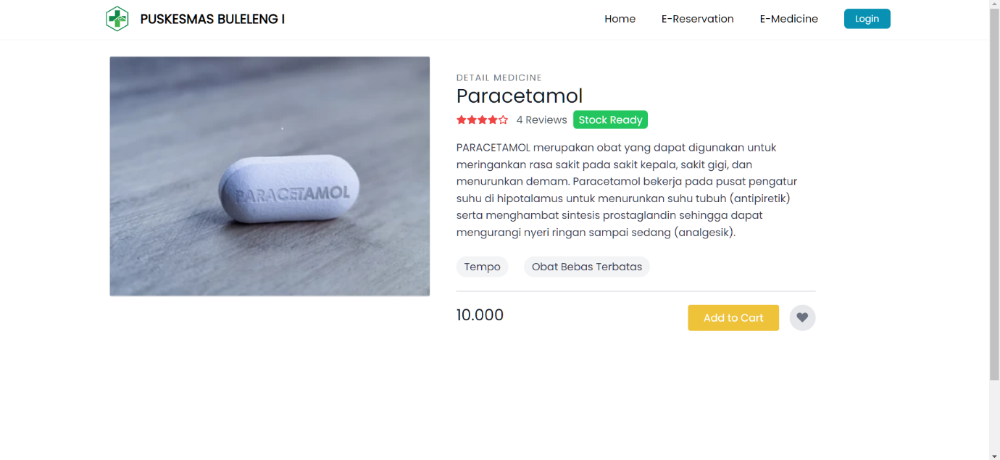 PUSKESMAS BULELENG I
Home
E-Reservation
E-Medicine
Login
PARACETAMOL
DETAIL MEDICINE
Paracetamol
4 Reviews
Stock Ready
PARACETAMOL merupakan obat yang dapat digunakan untuk
meringankan rasa sakit pada sakit kepala, sakit gigi, dan
menurunkan demam. Paracetamol bekerja pada pusat pengatur
suhu di hipotalamus untuk menurunkan suhu tubuh (antipiretik)
serta menghambat sintesis prostaglandin sehingga dapat
mengurangi nyeri ringan sampai sedang (analgesik).
Tempo
Obat Bebas Terbatas
10.000
Add to Cart